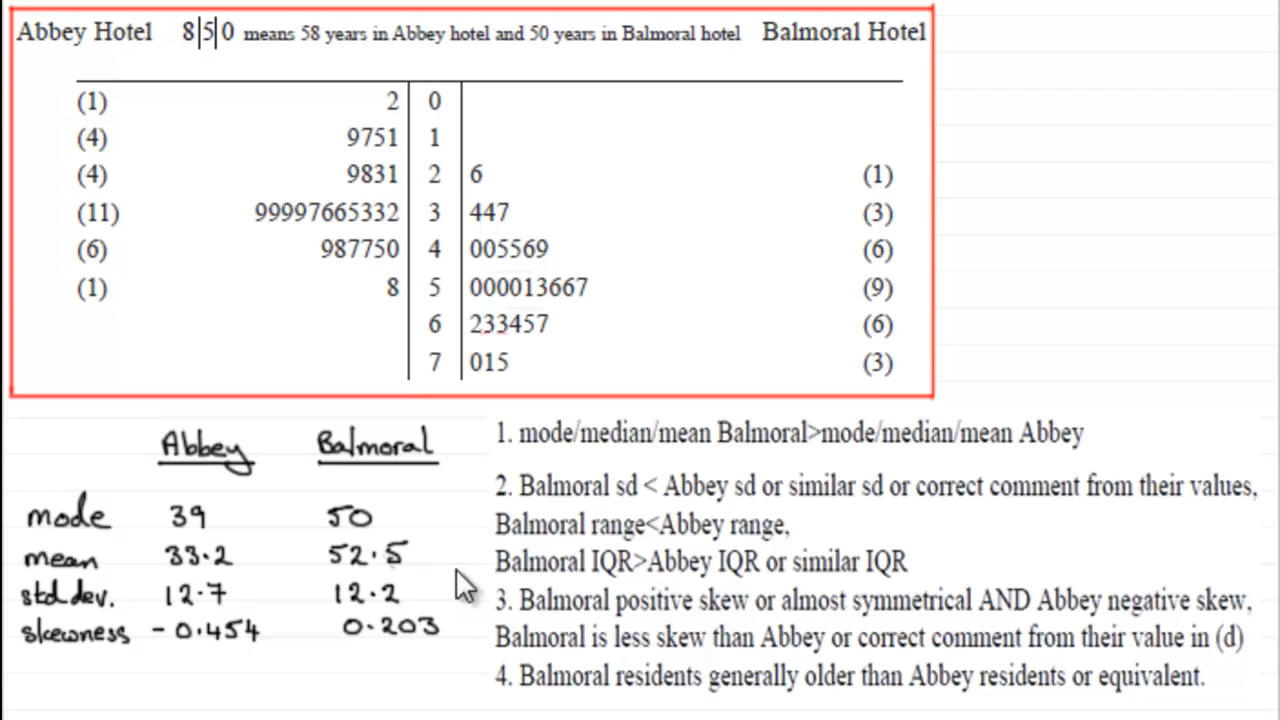 Abbey Hotel 8|5|0 means 58 years in Abbey hotel and 50 years in Balmoral hotel Balmoral Hotel
(1) 2 0
(4) 9751 1
(4) 9831 2 6 (1)
(11) 99997665332 3 447 (3)
(6) 987750 4 005569 (6)
(1) 8 5 000013667 (9)
6 233457 (6)
7 015 (3)
Abbey Balmoral
mode 39 50
mean 33.2 52.5
std dev. 12.7 12.2
skewness -0.454 0.203
1. mode/median/mean Balmoral>mode/median/mean Abbey
2. Balmoral sd < Abbey sd or similar sd or correct comment from their values,
Balmoral range<Abbey range,
Balmoral IQR>Abbey IQR or similar IQR
3. Balmoral positive skew or almost symmetrical AND Abbey negative skew,
Balmoral is less skew than Abbey or correct comment from their value in (d)
4. Balmoral residents generally older than Abbey residents or equivalent.